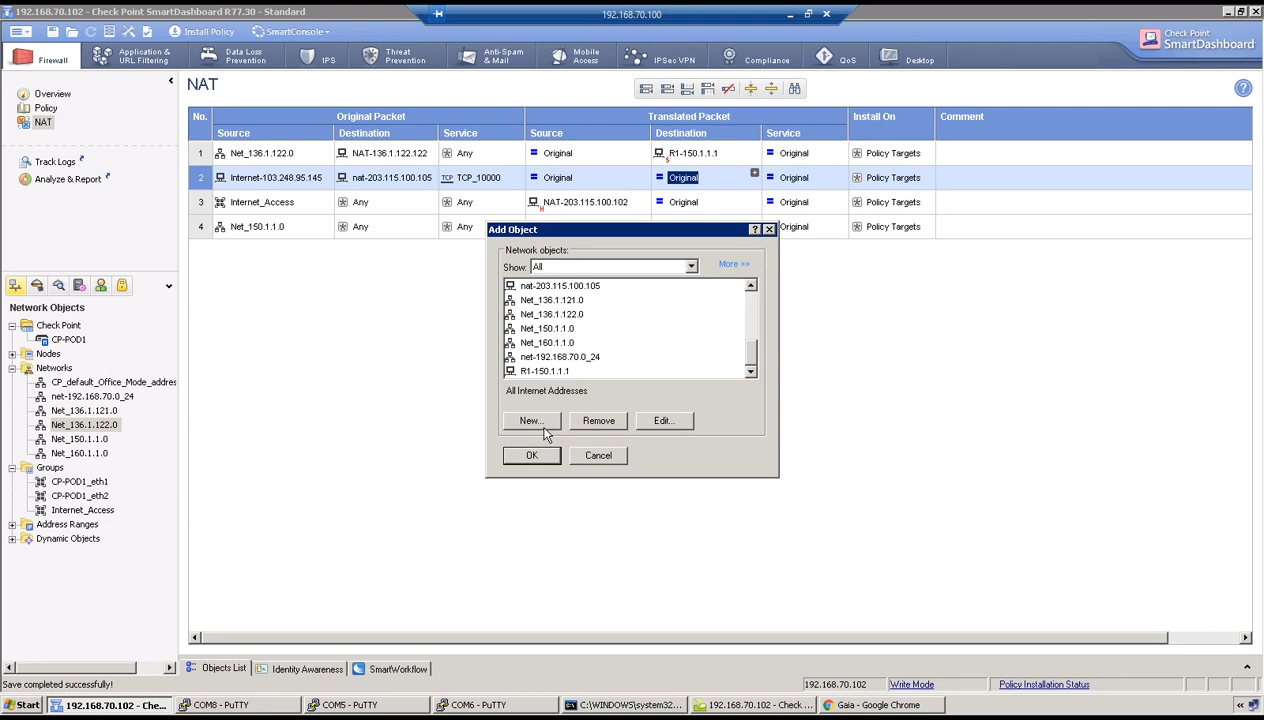 192.168.70.102 - Check Point SmartDashboard R77.30 - Standard
192.168.70.100
Install Policy
SmartConsole
Check Point
SmartDashboard
Firewall
Application & URL Filtering
Data Loss Prevention
IPS
Threat Prevention
Anti-Spam & Mail
Mobile Access
IPSec VPN
Compliance
QoS
Desktop
Overview
Policy
NAT
Track Logs
Analyze & Report
NAT
No. Original Packet Translated Packet Install On Comment
Source Destination Service Source Destination Service
1 Net_136.1.122.0 NAT-136.1.122.122 Any Original R1-150.1.1.1 Original Policy Targets
2 Internet-103.248.95.145 nat-203.115.100.105 TCP TCP_10000 Original Original Original Policy Targets
3 Internet_Access Any Any NAT-203.115.100.102 Original Original Policy Targets
4 Net_150.1.1.0 Any Any Original Policy Targets
Add Object
Network objects:
Show: All More >>
nat-203.115.100.105
Net_136.1.121.0
Net_136.1.122.0
Net_150.1.1.0
Net_160.1.1.0
net-192.168.70.0_24
R1-150.1.1.1
All Internet Addresses
New... Remove Edit...
OK Cancel
Network Objects
Check Point
CP-POD1
Nodes
Networks
CP_default_Office_Mode_addres
net-192.168.70.0_24
Net_136.1.121.0
Net_136.1.122.0
Net_150.1.1.0
Net_160.1.1.0
Groups
CP-POD1_eth1
CP-POD1_eth2
Internet_Access
Address Ranges
Dynamic Objects
Objects List Identity Awareness SmartWorkflow
Save completed successfully! 192.168.70.102 Write Mode Policy Installation Status
Start 192.168.70.102 - Che... COM8 - PuTTY COM5 - PuTTY COM6 - PuTTY C:\WINDOWS\system32... 192.168.70.102 - Check ... Gaia - Google Chrome